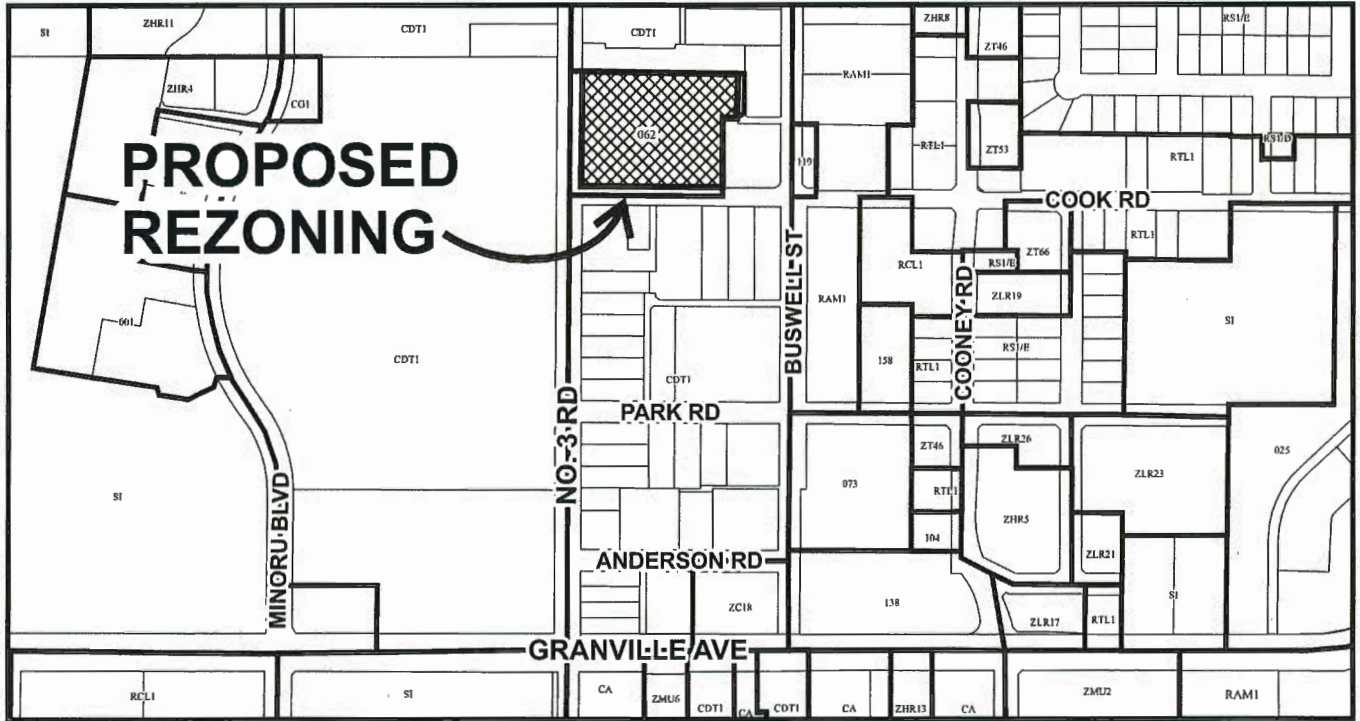 SI
ZHR11
CDT1
CDT1
ZHR8
ZT46
RS1/E
ZHR4
CG1
RAM1
062
RTL1
ZT53
RS1/D
RTL1
119
PROPOSED
REZONING
COOK RD
RTL1
ZT66
RS1/E
RCL1
ZLR19
SI
601
CDT1
RAM1
BUSWELL ST
158
RTL1
COONEY RD
RS1/E
CDT1
NO. 3 RD
PARK RD
ZT46
ZLR26
ZLR23
025
SI
MINORU BLVD
073
RTL1
ZHR5
104
ZLR21
ANDERSON RD
ZC18
138
ZLR17
RTL1
SI
GRANVILLE AVE
RCL1
SI
CA
ZMU6
CDT1
CA
CDT1
CA
ZHR13
CA
ZMU2
RAM1